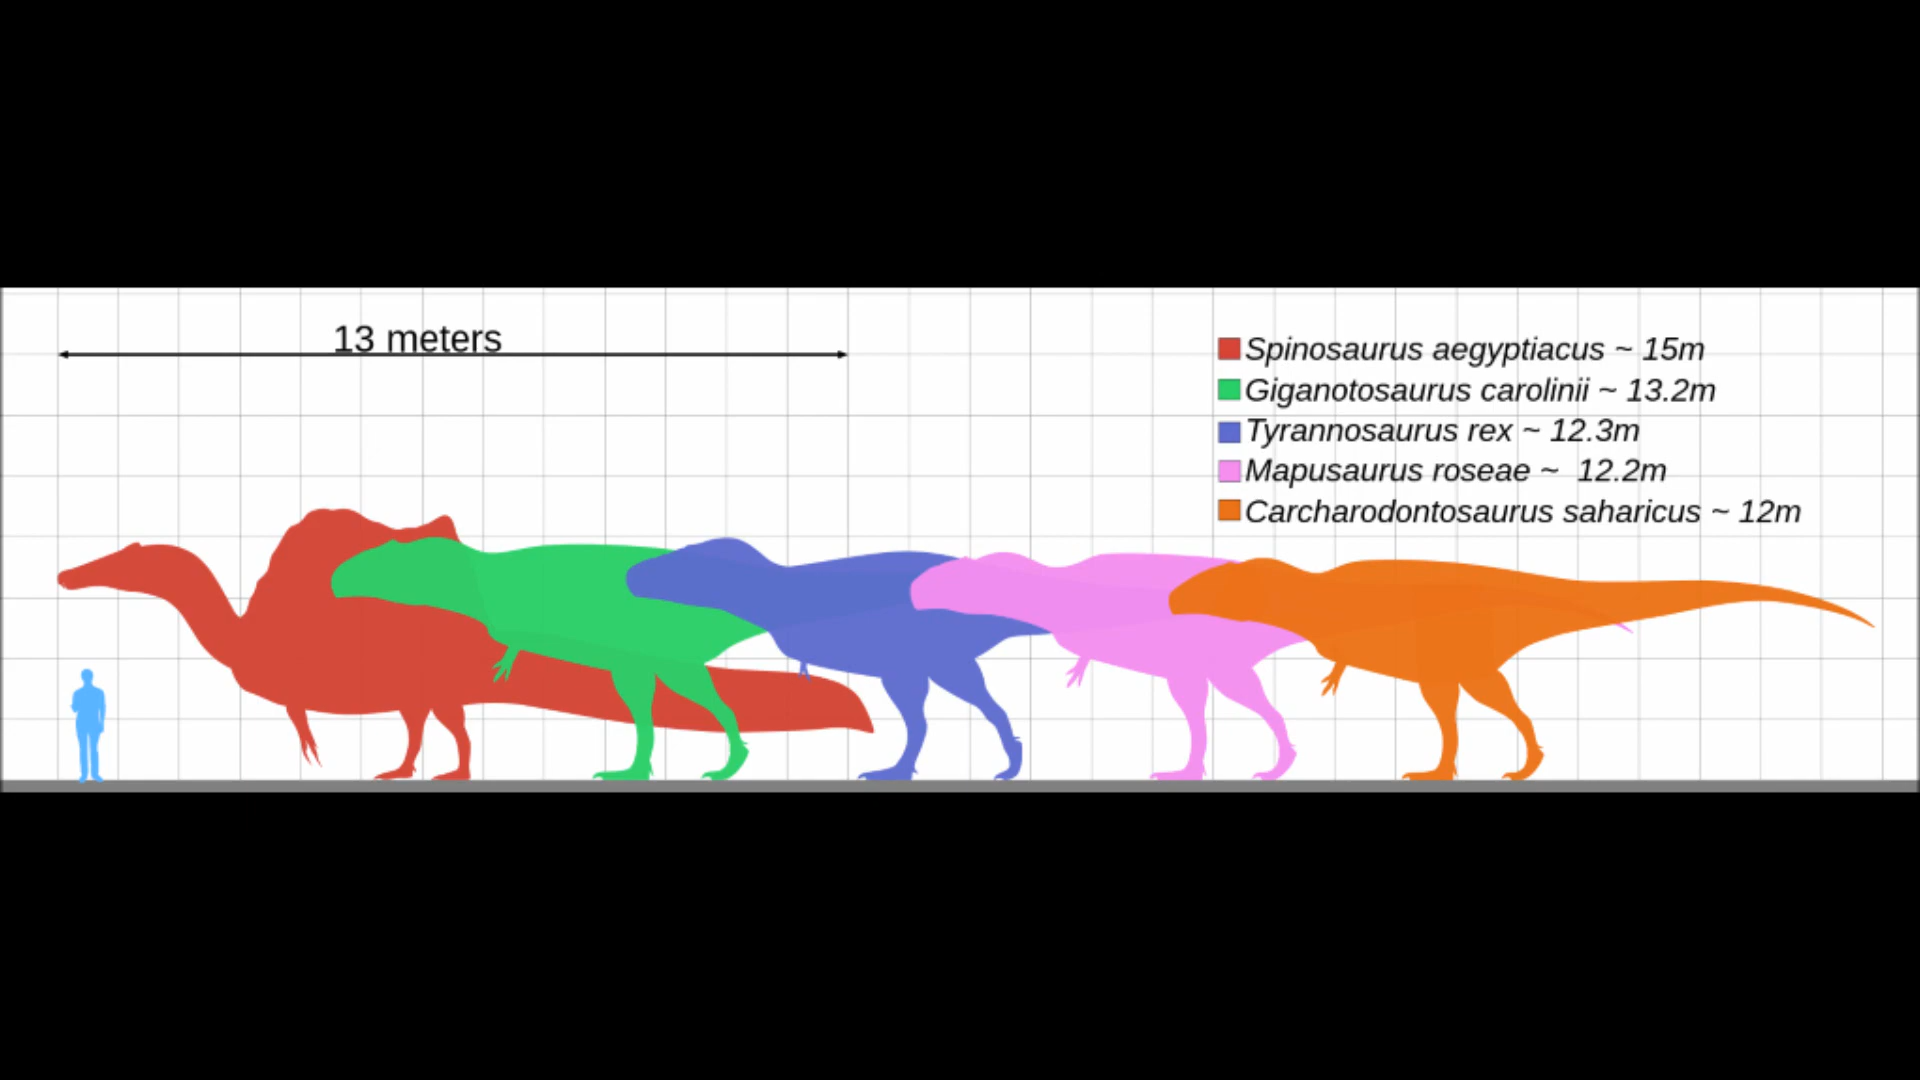 13 meters
Spinosaurus aegyptiacus ~ 15m
Giganotosaurus carolinii ~ 13.2m
Tyrannosaurus rex ~ 12.3m
Mapusaurus roseae ~ 12.2m
Carcharodontosaurus saharicus ~ 12m